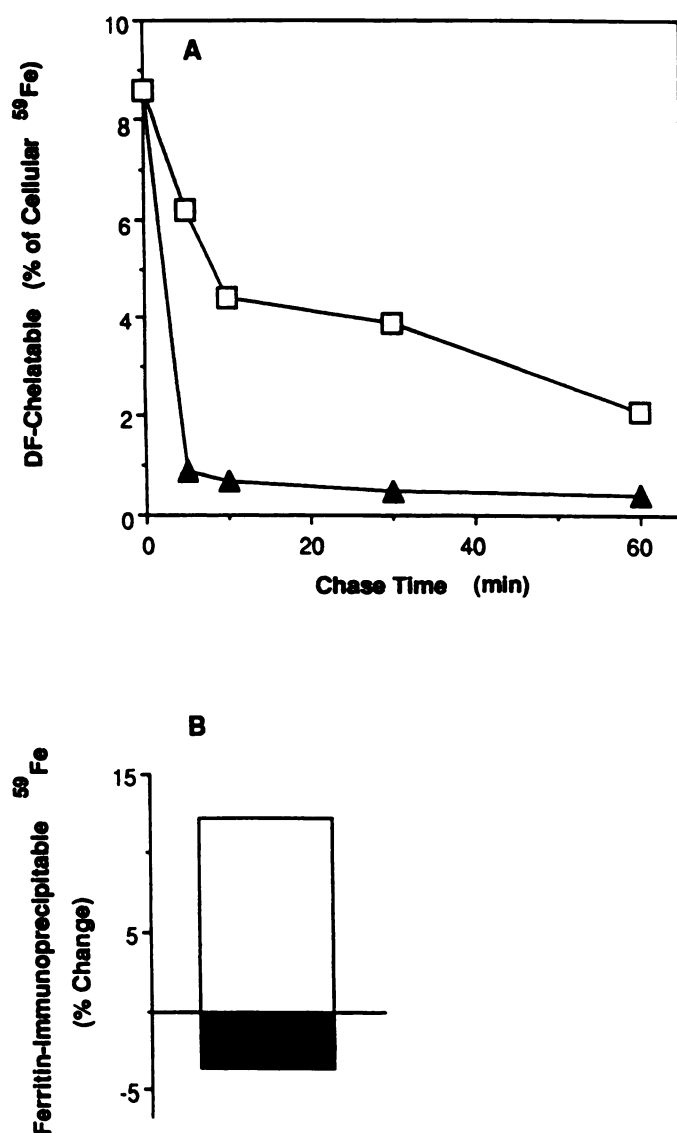 A
DF-Chelatable (% of Cellular ⁵⁹Fe)
10
8
6
4
2
0
0 20 40 60
Chase Time (min)
B
Ferritin-Immunoprecipitable ⁵⁹Fe
(% Change)
15
5
-5